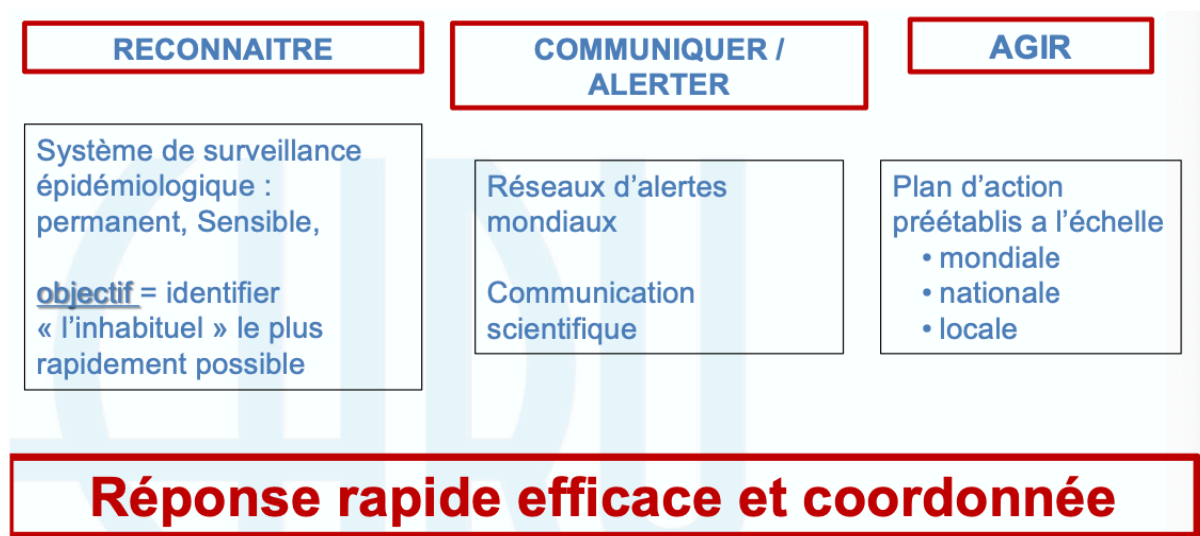 RECONNAITRE
Système de surveillance
épidémiologique :
permanent, Sensible,
objectif = identifier
« l’inhabituel » le plus
rapidement possible
COMMUNIQUER /
ALERTER
Réseaux d’alertes
mondiaux
Communication
scientifique
AGIR
Plan d’action
préétablis a l’échelle
• mondiale
• nationale
• locale
Réponse rapide efficace et coordonnée